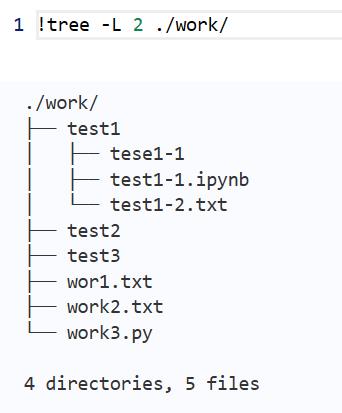 1 !tree -L 2 ./work/
./work/
├── test1
│   ├── tese1-1
│   ├── test1-1.ipynb
│   └── test1-2.txt
├── test2
├── test3
├── wor1.txt
├── work2.txt
└── work3.py
4 directories, 5 files